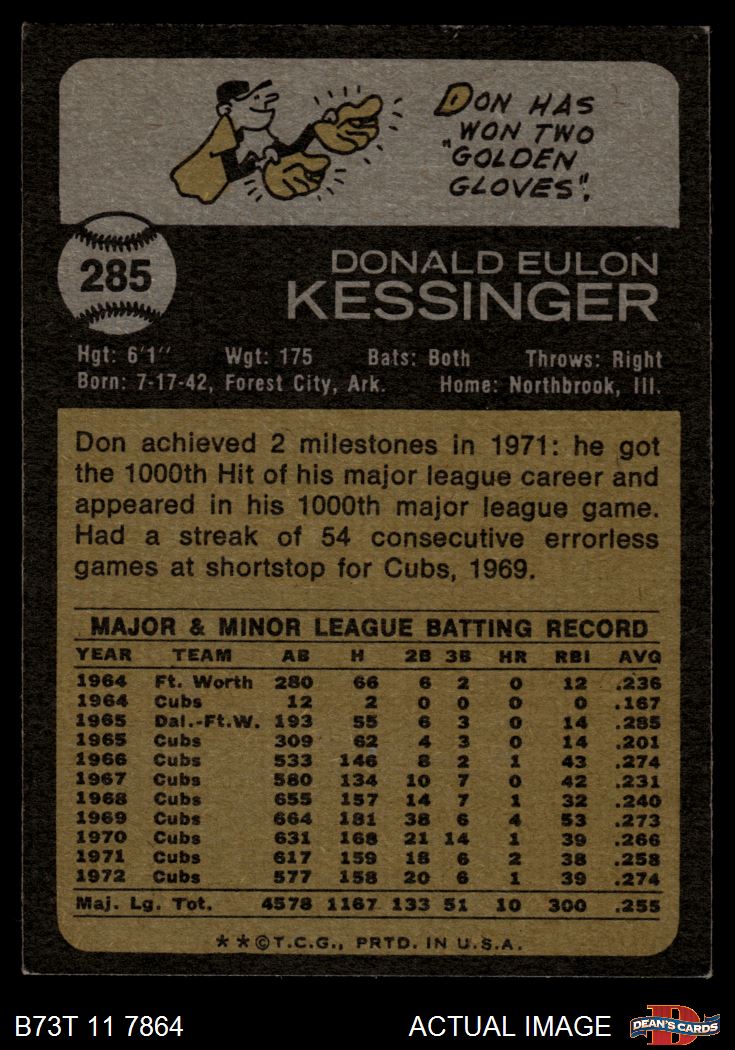 DON HAS
WON TWO
"GOLDEN
GLOVES".
285
DONALD EULON
KESSINGER
Hgt: 6'1" Wgt: 175 Bats: Both Throws: Right
Born: 7-17-42, Forest City, Ark. Home: Northbrook, Ill.
Don achieved 2 milestones in 1971: he got
the 1000th Hit of his major league career and
appeared in his 1000th major league game.
Had a streak of 54 consecutive errorless
games at shortstop for Cubs, 1969.
MAJOR & MINOR LEAGUE BATTING RECORD
YEAR TEAM AB H 2B 3B HR RBI AVG
1964 Ft. Worth 280 66 6 2 0 12 .236
1964 Cubs 12 2 0 0 0 0 .167
1965 Dal.-Ft.W. 193 55 6 3 0 14 .285
1965 Cubs 309 62 4 3 0 14 .201
1966 Cubs 533 146 8 2 1 43 .274
1967 Cubs 580 134 10 7 0 42 .231
1968 Cubs 655 157 14 7 1 32 .240
1969 Cubs 664 181 38 6 4 53 .273
1970 Cubs 631 168 21 14 1 39 .266
1971 Cubs 617 159 18 6 2 38 .258
1972 Cubs 577 158 20 6 1 39 .274
Maj. Lg. Tot. 4578 1167 133 51 10 300 .255
**©T.C.G., PRTD. IN U.S.A.
B73T 11 7864 ACTUAL IMAGE
D
DEAN'S CARDS